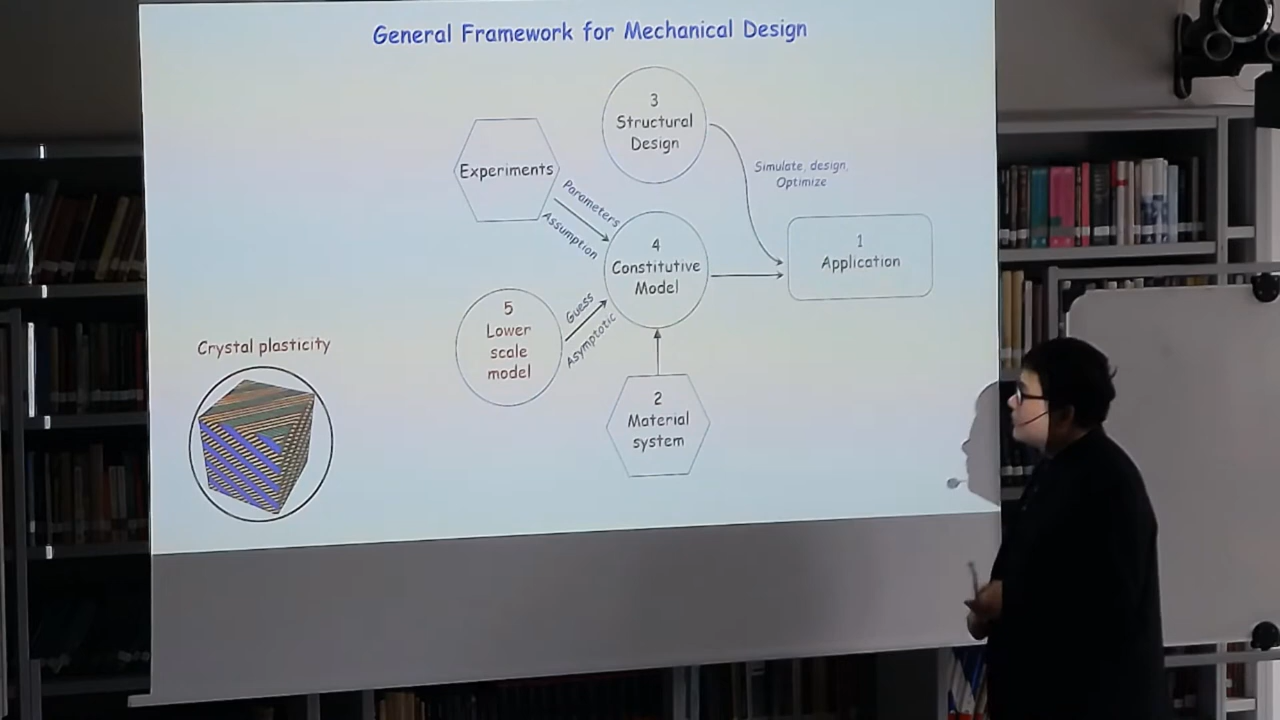 General Framework for Mechanical Design
3
Structural
Design
Experiments
Simulate, design,
Optimize
Parameters
Assumption
4
Constitutive
Model
1
Application
5
Lower
scale
model
Guess
Asymptotic
Crystal plasticity
2
Material
system